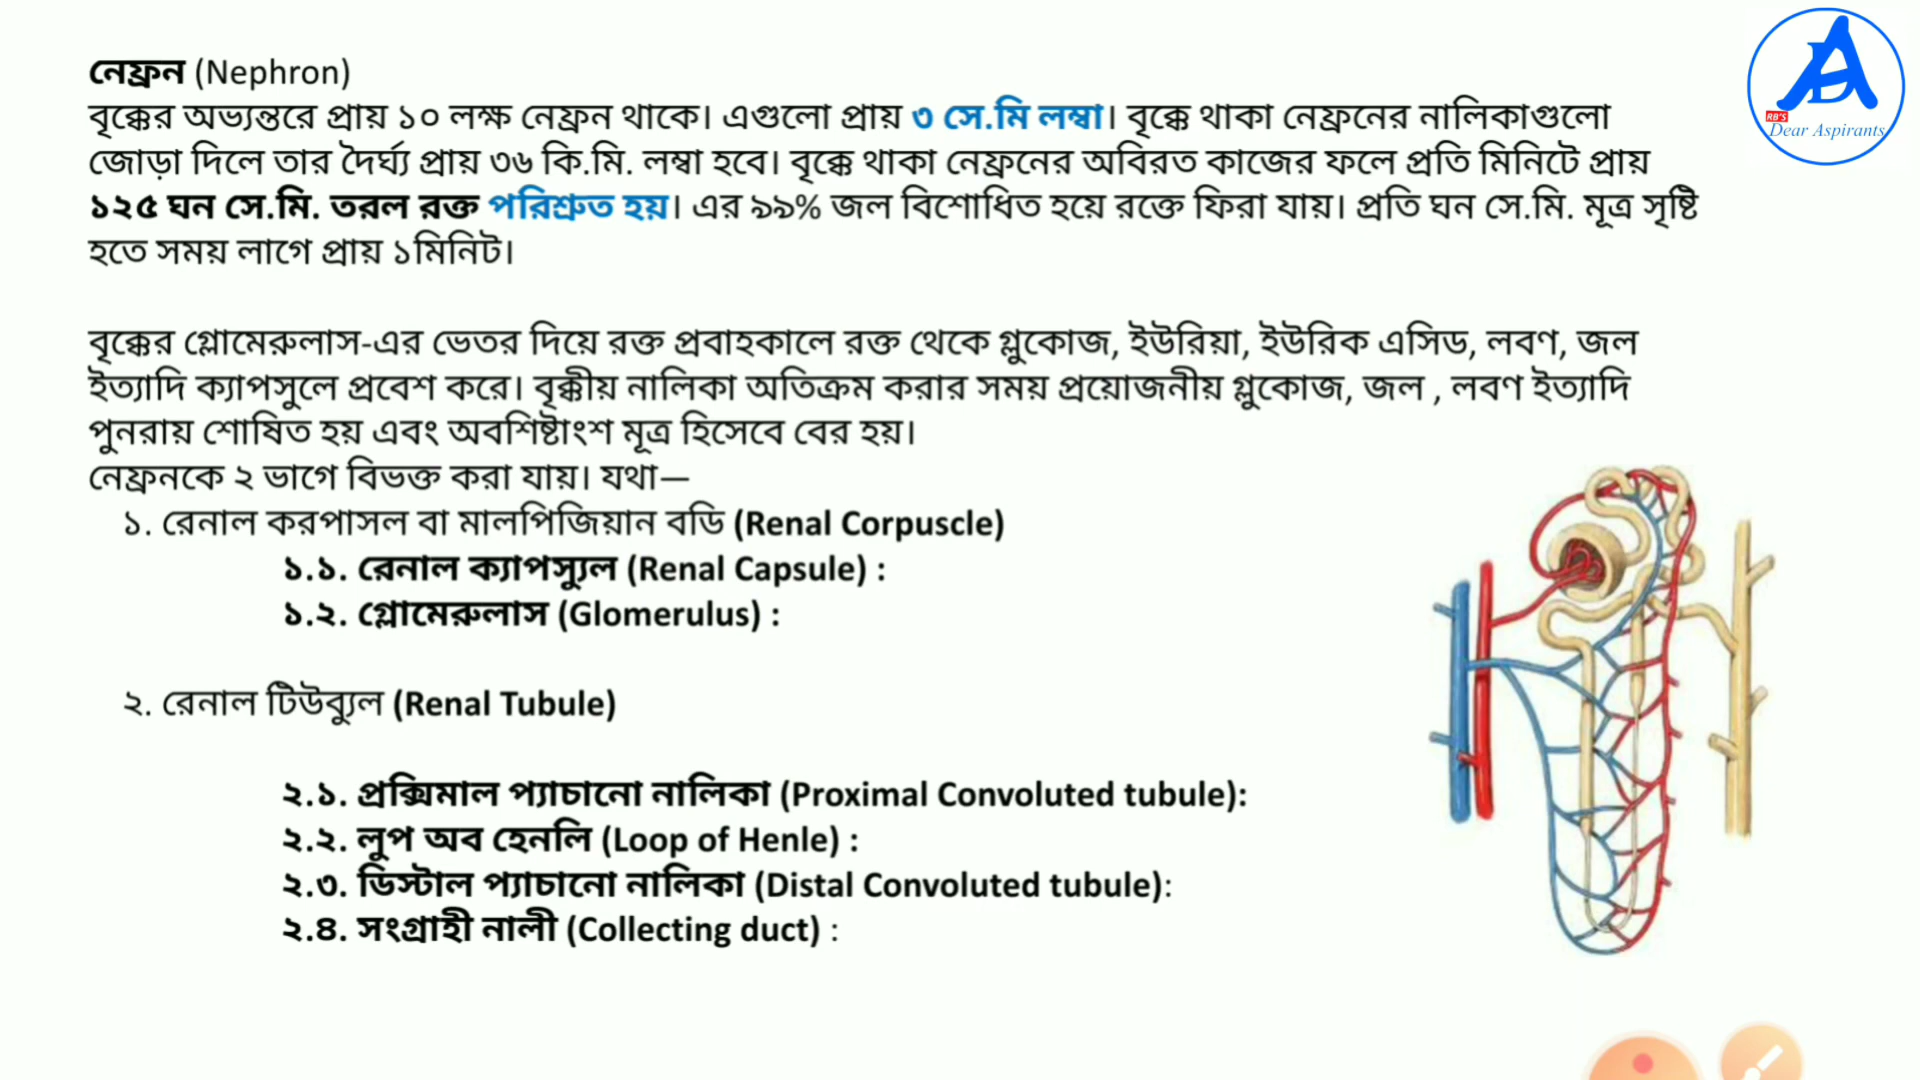 নেফ্রন (Nephron)
বৃক্কের অভ্যন্তরে প্রায় ১০ লক্ষ নেফ্রন থাকে। এগুলো প্রায় ৩ সে.মি লম্বা। বৃক্কে থাকা নেফ্রনের নালিকাগুলো
জোড়া দিলে তার দৈর্ঘ্য প্রায় ৩৬ কি.মি. লম্বা হবে। বৃক্কে থাকা নেফ্রনের অবিরত কাজের ফলে প্রতি মিনিটে প্রায়
১২৫ ঘন সে.মি. তরল রক্ত পরিশ্রুত হয়। এর ৯৯% জল বিশোধিত হয়ে রক্তে ফিরা যায়। প্রতি ঘন সে.মি. মূত্র সৃষ্টি
হতে সময় লাগে প্রায় ১মিনিট।
বৃক্কের গ্লোমেরুলাস-এর ভেতর দিয়ে রক্ত প্রবাহকালে রক্ত থেকে গ্লুকোজ, ইউরিয়া, ইউরিক এসিড, লবণ, জল
ইত্যাদি ক্যাপসুলে প্রবেশ করে। বৃক্কীয় নালিকা অতিক্রম করার সময় প্রয়োজনীয় গ্লুকোজ, জল , লবণ ইত্যাদি
পুনরায় শোষিত হয় এবং অবশিষ্টাংশ মূত্র হিসেবে বের হয়।
নেফ্রনকে ২ ভাগে বিভক্ত করা যায়। যথা—
১. রেনাল করপাসল বা মালপিজিয়ান বডি (Renal Corpuscle)
১.১. রেনাল ক্যাপস্যুল (Renal Capsule) :
১.২. গ্লোমেরুলাস (Glomerulus) :
২. রেনাল টিউব্যুল (Renal Tubule)
২.১. প্রক্সিমাল প্যাচানো নালিকা (Proximal Convoluted tubule):
২.২. লুপ অব হেনলি (Loop of Henle) :
২.৩. ডিস্টাল প্যাচানো নালিকা (Distal Convoluted tubule):
২.৪. সংগ্রাহী নালী (Collecting duct) :
RB'S
Dear Aspirants